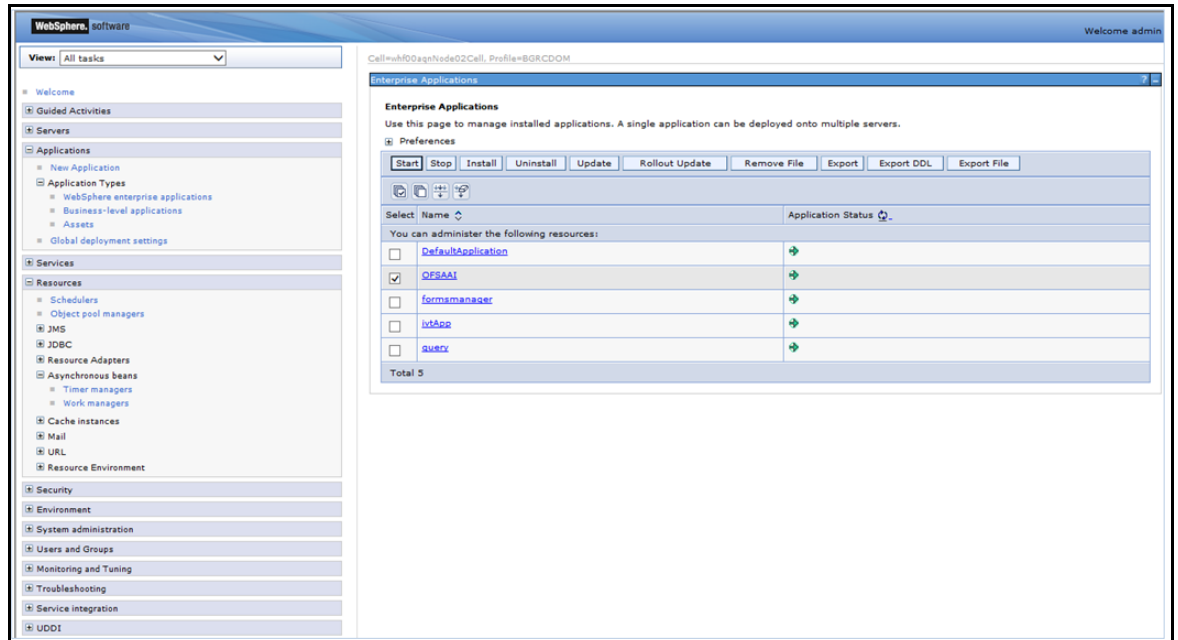 WebSphere. software
Welcome admin
View: All tasks
Cell=whf00aqnNode02Cell, Profile=BGRCDOM
Welcome
Guided Activities
Servers
Applications
New Application
Application Types
WebSphere enterprise applications
Business-level applications
Assets
Global deployment settings
Services
Resources
Schedulers
Object pool managers
JMS
JDBC
Resource Adapters
Asynchronous beans
Timer managers
Work managers
Cache instances
Mail
URL
Resource Environment
Security
Environment
System administration
Users and Groups
Monitoring and Tuning
Troubleshooting
Service integration
UDDI
Enterprise Applications ? -
Enterprise Applications
Use this page to manage installed applications. A single application can be deployed onto multiple servers.
Preferences
Start Stop Install Uninstall Update Rollout Update Remove File Export Export DDL Export File
Select Name Application Status
You can administer the following resources:
DefaultApplication
OFSAAI
formsmanager
ivtApp
query
Total 5